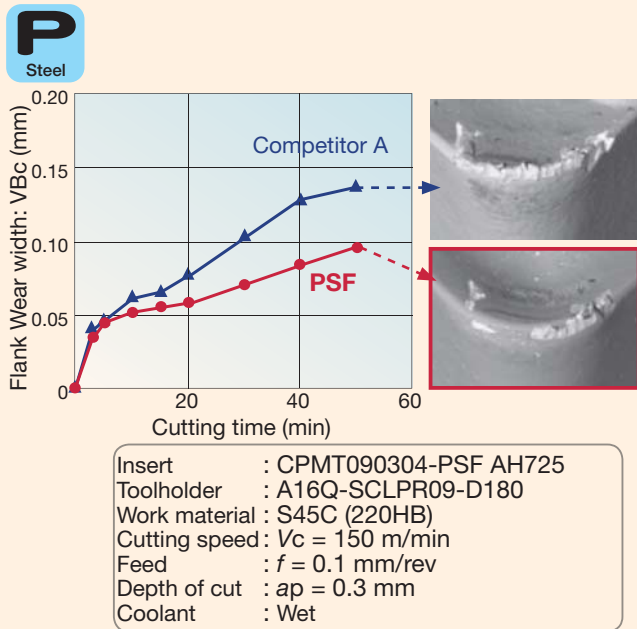 P
Steel
Flank Wear width: VBc (mm)
0.20
0.15
0.10
0.05
0
Competitor A
PSF
20
40
60
Cutting time (min)
Insert : CPMT090304-PSF AH725
Toolholder : A16Q-SCLPR09-D180
Work material : S45C (220HB)
Cutting speed : Vc = 150 m/min
Feed : f = 0.1 mm/rev
Depth of cut : ap = 0.3 mm
Coolant : Wet